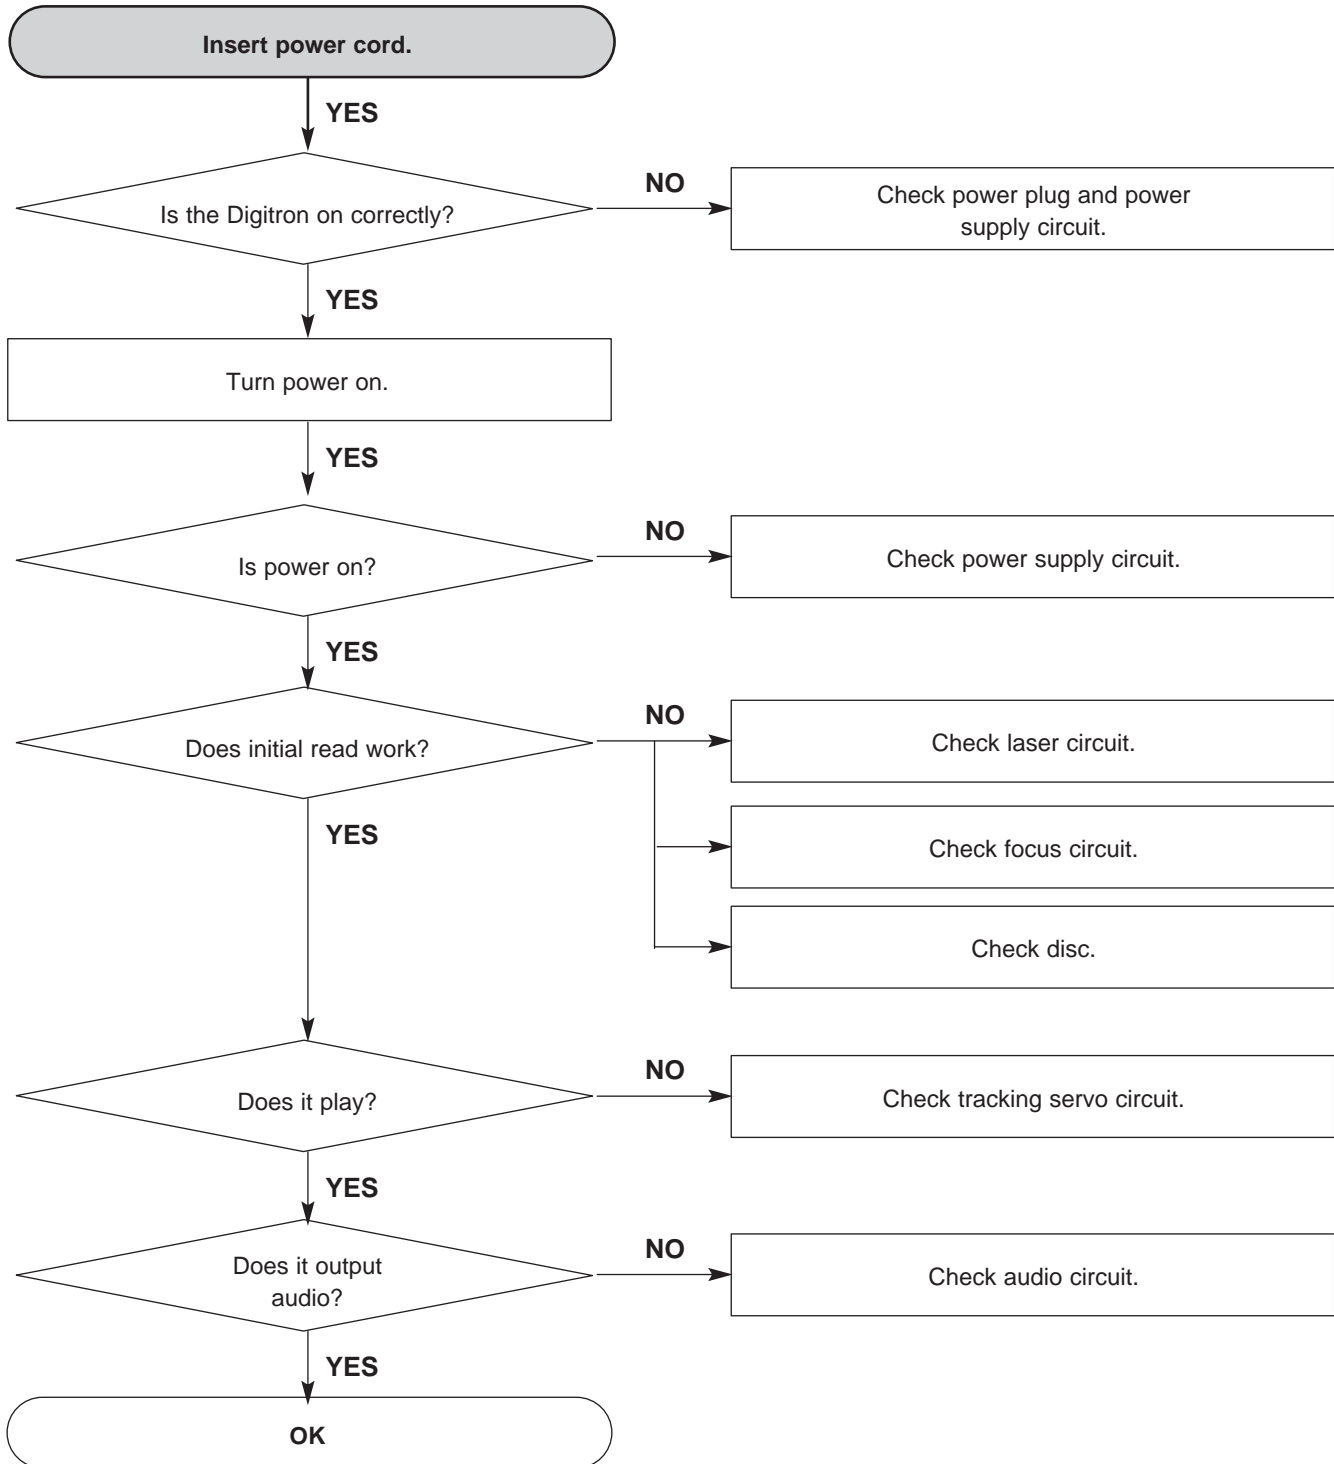 Insert power cord.
YES
Is the Digitron on correctly?
NO
Check power plug and power
supply circuit.
YES
Turn power on.
YES
Is power on?
NO
Check power supply circuit.
YES
Does initial read work?
NO
Check laser circuit.
Check focus circuit.
Check disc.
YES
Does it play?
NO
Check tracking servo circuit.
YES
Does it output
audio?
NO
Check audio circuit.
YES
OK